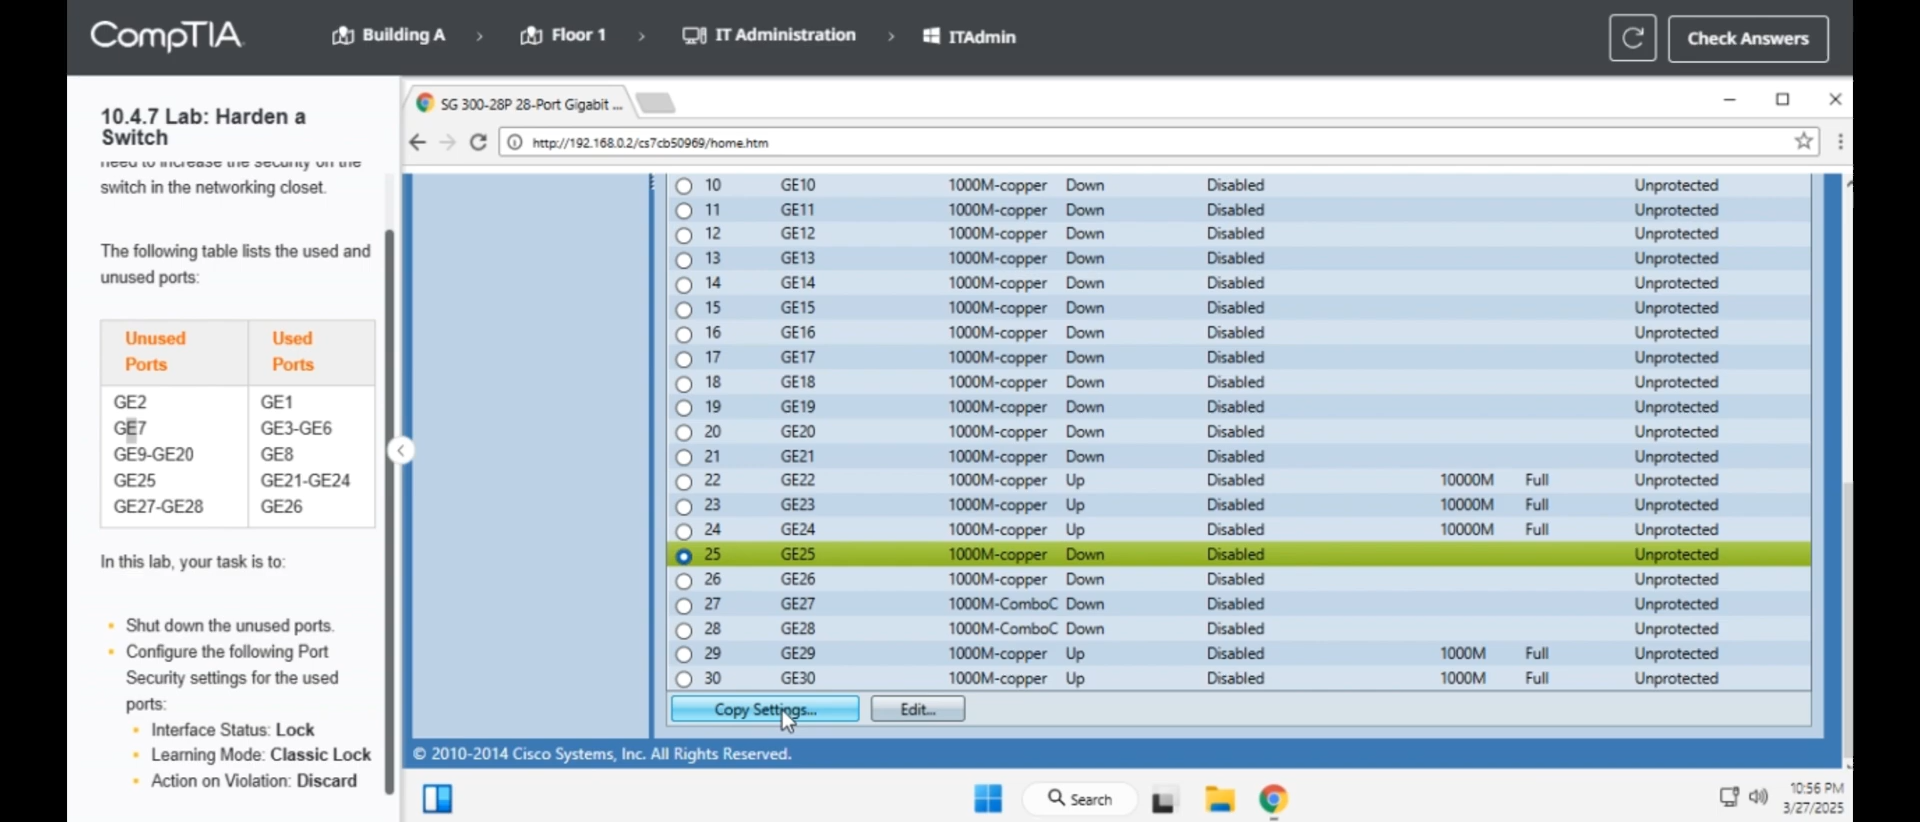 CompTIA
Building A > Floor 1 > IT Administration > ITAdmin
Check Answers
10.4.7 Lab: Harden a
Switch
need to increase the security on the
switch in the networking closet.
The following table lists the used and
unused ports:
Unused Ports Used Ports
GE2 GE1
GE7 GE3-GE6
GE9-GE20 GE8
GE25 GE21-GE24
GE27-GE28 GE26
In this lab, your task is to:
Shut down the unused ports.
Configure the following Port
Security settings for the used
ports:
Interface Status: Lock
Learning Mode: Classic Lock
Action on Violation: Discard
SG 300-28P 28-Port Gigabit ...
http://192.168.0.2/cs7cb50969/home.htm
10 GE10 1000M-copper Down Disabled Unprotected
11 GE11 1000M-copper Down Disabled Unprotected
12 GE12 1000M-copper Down Disabled Unprotected
13 GE13 1000M-copper Down Disabled Unprotected
14 GE14 1000M-copper Down Disabled Unprotected
15 GE15 1000M-copper Down Disabled Unprotected
16 GE16 1000M-copper Down Disabled Unprotected
17 GE17 1000M-copper Down Disabled Unprotected
18 GE18 1000M-copper Down Disabled Unprotected
19 GE19 1000M-copper Down Disabled Unprotected
20 GE20 1000M-copper Down Disabled Unprotected
21 GE21 1000M-copper Down Disabled Unprotected
22 GE22 1000M-copper Up Disabled 10000M Full Unprotected
23 GE23 1000M-copper Up Disabled 10000M Full Unprotected
24 GE24 1000M-copper Up Disabled 10000M Full Unprotected
25 GE25 1000M-copper Down Disabled Unprotected
26 GE26 1000M-copper Down Disabled Unprotected
27 GE27 1000M-ComboC Down Disabled Unprotected
28 GE28 1000M-ComboC Down Disabled Unprotected
29 GE29 1000M-copper Up Disabled 1000M Full Unprotected
30 GE30 1000M-copper Up Disabled 1000M Full Unprotected
Copy Settings... Edit...
© 2010-2014 Cisco Systems, Inc. All Rights Reserved.
Search
10:56 PM
3/27/2025